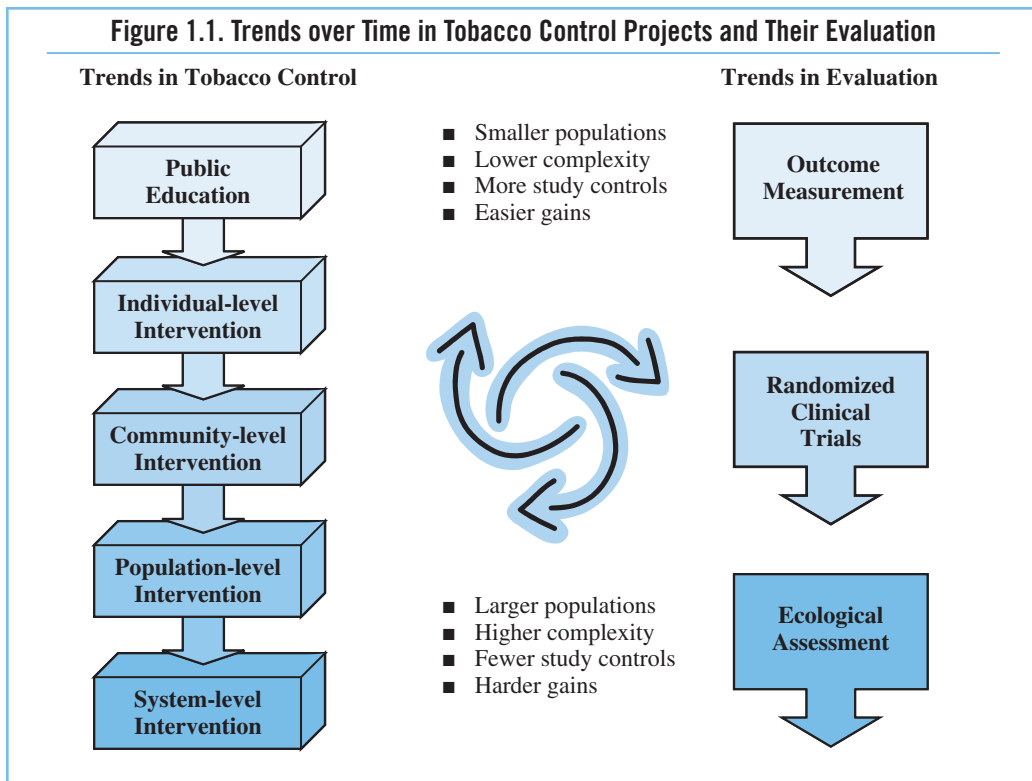 Figure 1.1. Trends over Time in Tobacco Control Projects and Their Evaluation
Trends in Tobacco Control
Public
Education
Individual-level
Intervention
Community-level
Intervention
Population-level
Intervention
System-level
Intervention
■ Smaller populations
■ Lower complexity
■ More study controls
■ Easier gains
■ Larger populations
■ Higher complexity
■ Fewer study controls
■ Harder gains
Trends in Evaluation
Outcome
Measurement
Randomized
Clinical
Trials
Ecological
Assessment